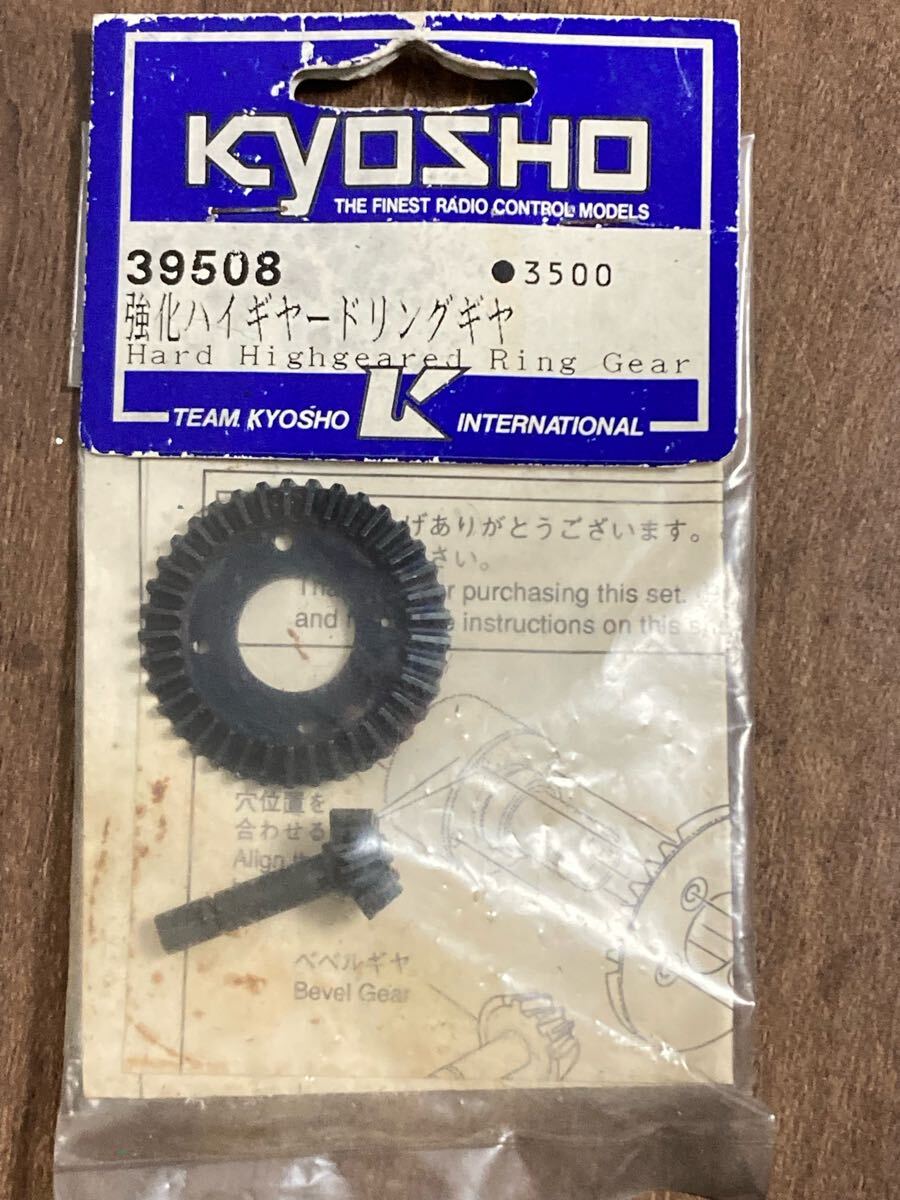 KYOSHO
THE FINEST RADIO CONTROL MODELS
39508 ●3500
強化ハイギヤードリングギヤ
Hard Highgeared Ring Gear
TEAM KYOSHO K INTERNATIONAL
げありがとうございます。
さい。
purchasing this set.
and instructions on this
穴位置を
合わせる
Align
ベベルギヤ
Bevel Gear